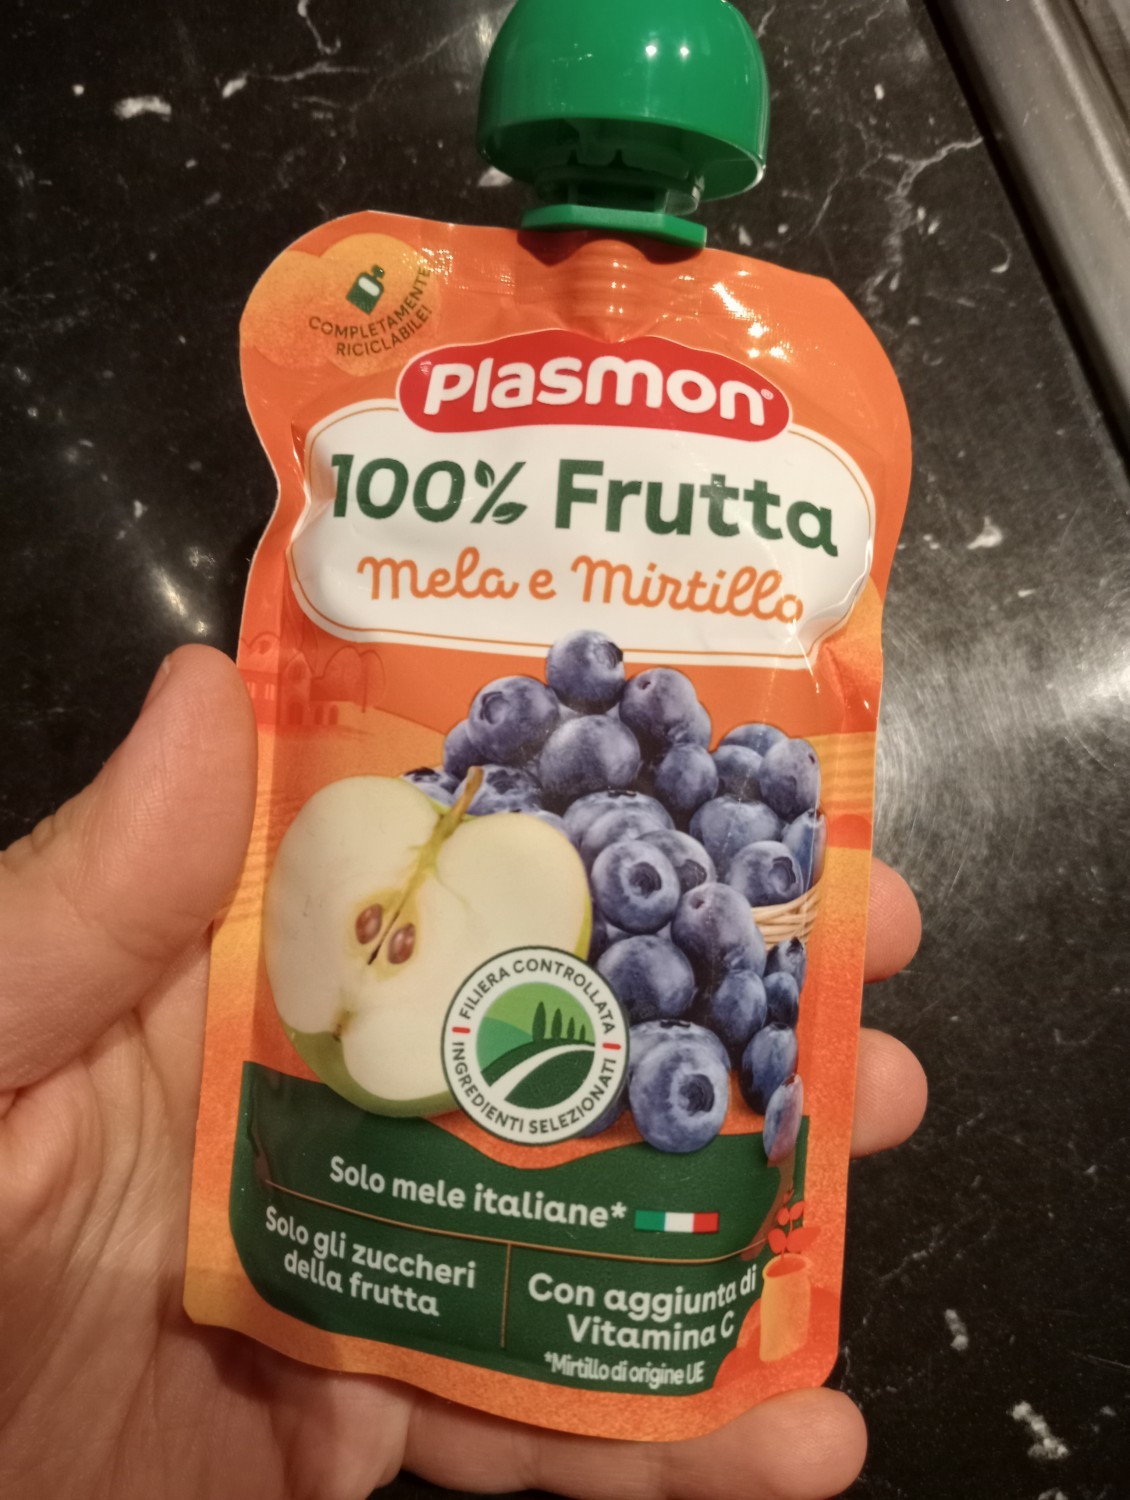 COMPLETAMENTE
RICICLABILE!
Plasmon®
100% Frutta
Mela e Mirtillo
FILIERA CONTROLLATA
INGREDIENTI SELEZIONATI
Solo mele italiane*
Solo gli zuccheri
della frutta
Con aggiunta di
Vitamina C
*Mirtillo di origine UE